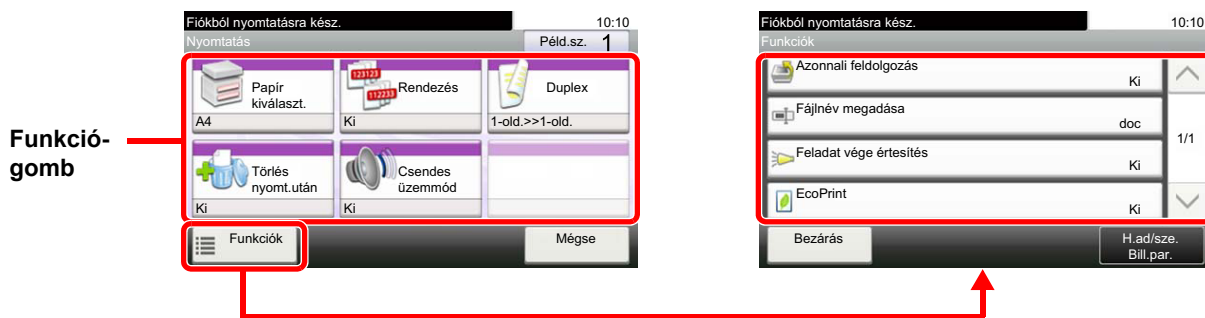 Funkció-
gomb
Fiókból nyomtatásra kész.
10:10
Nyomtatás
Péld.sz. 1
Papír
kiválaszt.
A4
123123
112233
Rendezés
Ki
Duplex
1-old.>>1-old.
Törlés
nyomt.után
Ki
Csendes
üzemmód
Ki
Funkciók
Mégse
Fiókból nyomtatásra kész.
10:10
Funkciók
Azonnali feldolgozás
Ki
Fájlnév megadása
doc
Feladat vége értesítés
Ki
EcoPrint
Ki
1/1
Bezárás
H.ad/sze.
Bill.par.